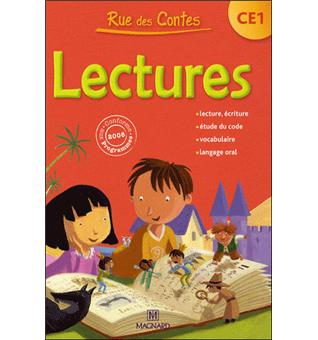 Rue des Contes
CE1
Lectures
• lecture, écriture
• étude du code
• vocabulaire
• langage oral
Conforme
2008
Programmes
M
MAGNARD